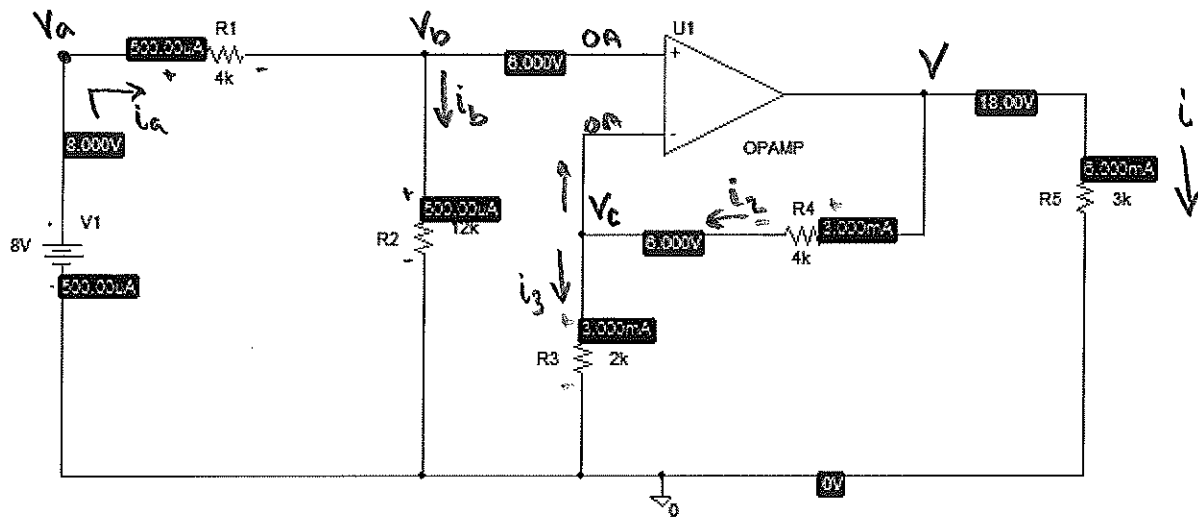 Va
500.00uA
R1
4k
Vb
6.000V
0A
U1
+
-
V
18.00V
i
ia
8.000V
ib
0A
OPAMP
V1
8V
500.00uA
500.00uA
R2
12k
Vc
6.000V
i2
R4
4k
3.000mA
R5
3k
i3
3.000mA
R3
2k
0V
0